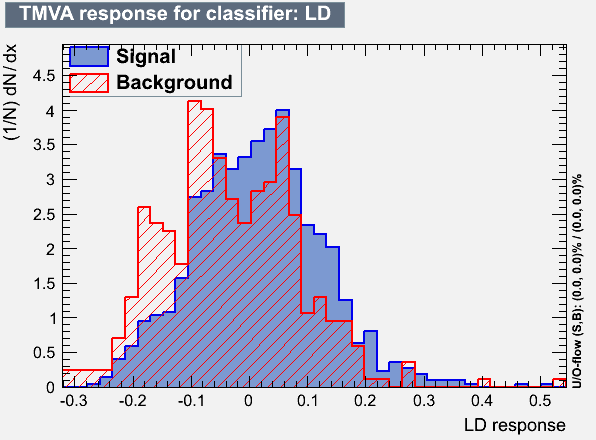 TMVA response for classifier: LD
(1/N) dN/dx
Signal
Background
4.5
4
3.5
3
2.5
2
1.5
1
0.5
0
-0.3 -0.2 -0.1 0 0.1 0.2 0.3 0.4 0.5
LD response
U/O-flow (S,B): (0.0, 0.0)% / (0.0, 0.0)%